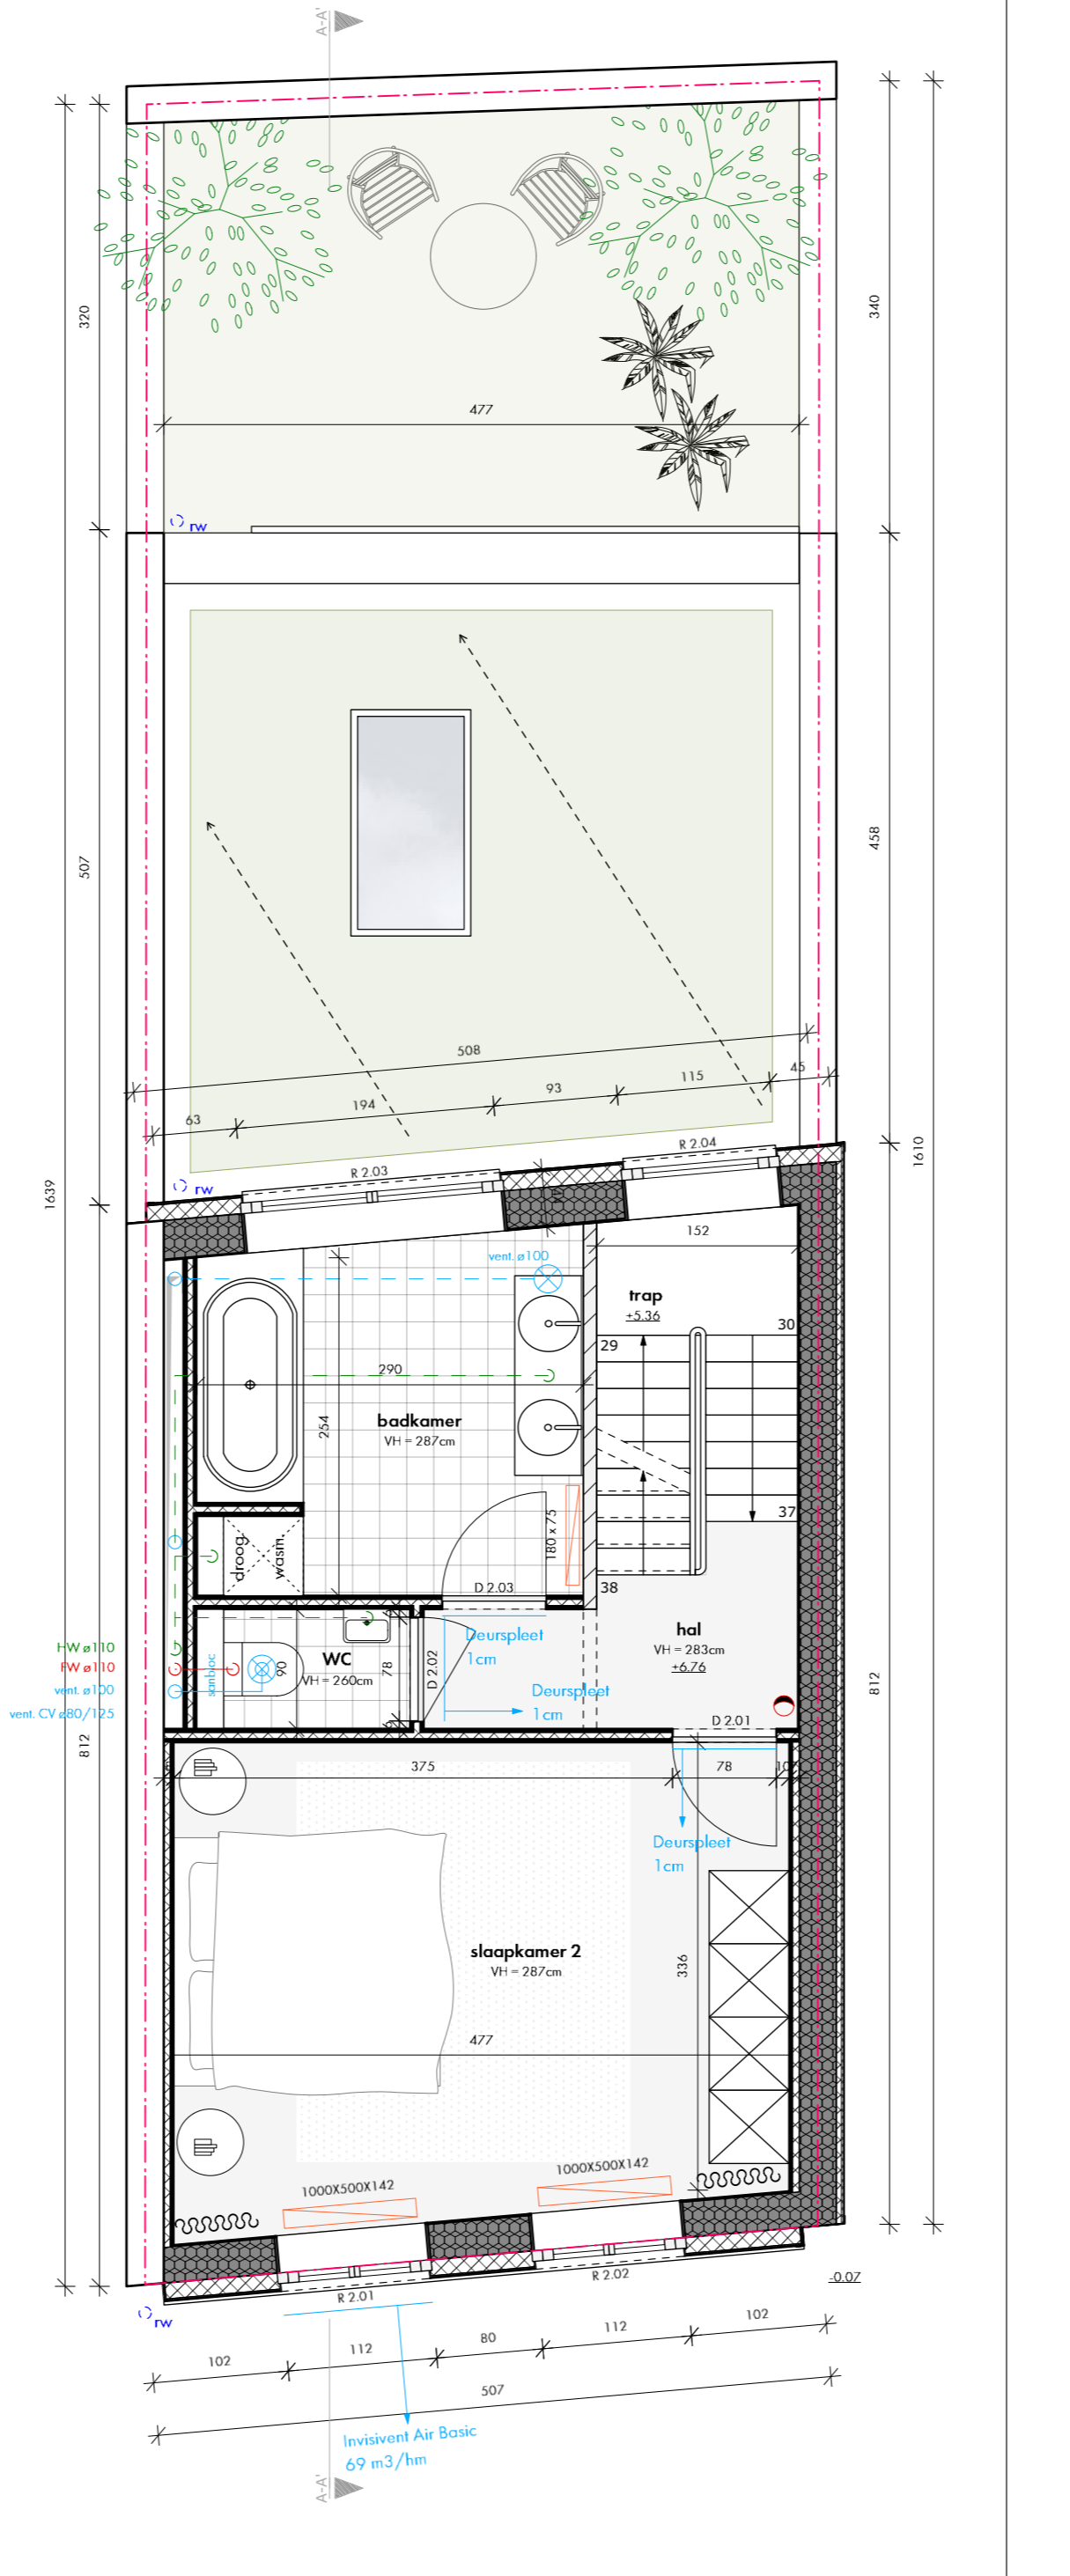 A-A'
320
340
477
rw
507
458
1639
1610
508
63
194
93
115
45
R 2.03
R 2.04
rw
152
vent. ø100
trap
+5.36
29
30
290
254
badkamer
VH = 287cm
37
180 x 75
droog
wasm
D 2.03
38
Deurspleet
1cm
hal
VH = 283cm
+6.76
WC
VH = 260cm
90
78
D 2.02
sanbloc
HW ø110
FW ø110
vent. ø100
vent. CV ø80/125
Deurspleet
1cm
D 2.01
812
812
375
78
10
Deurspleet
1cm
slaapkamer 2
VH = 287cm
336
477
1000X500X142
1000X500X142
R 2.01
R 2.02
-0.07
rw
102
112
80
112
102
507
Invisivent Air Basic
69 m3/hm
A-A'